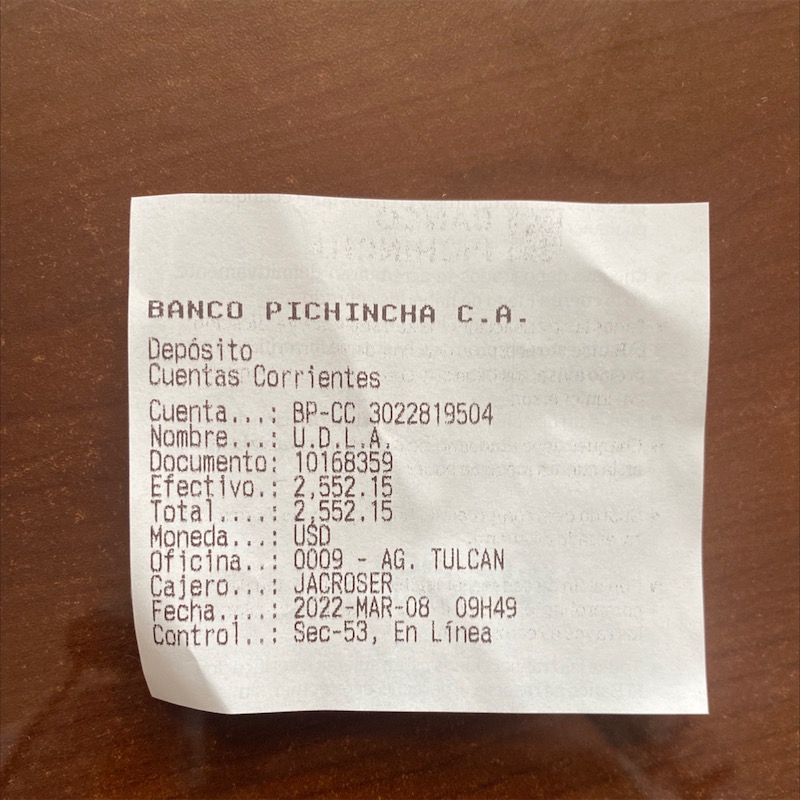 BANCO PICHINCHA C.A.
Depósito
Cuentas Corrientes
Cuenta...: BP-CC 3022819504
Nombre...: U.D.L.A.
Documento: 10168359
Efectivo.: 2,552.15
Total....: 2,552.15
Moneda...: USD
Oficina..: 0009 - AG. TULCAN
Cajero...: JACROSER
Fecha....: 2022-MAR-08 09H49
Control..: Sec-53, En Línea